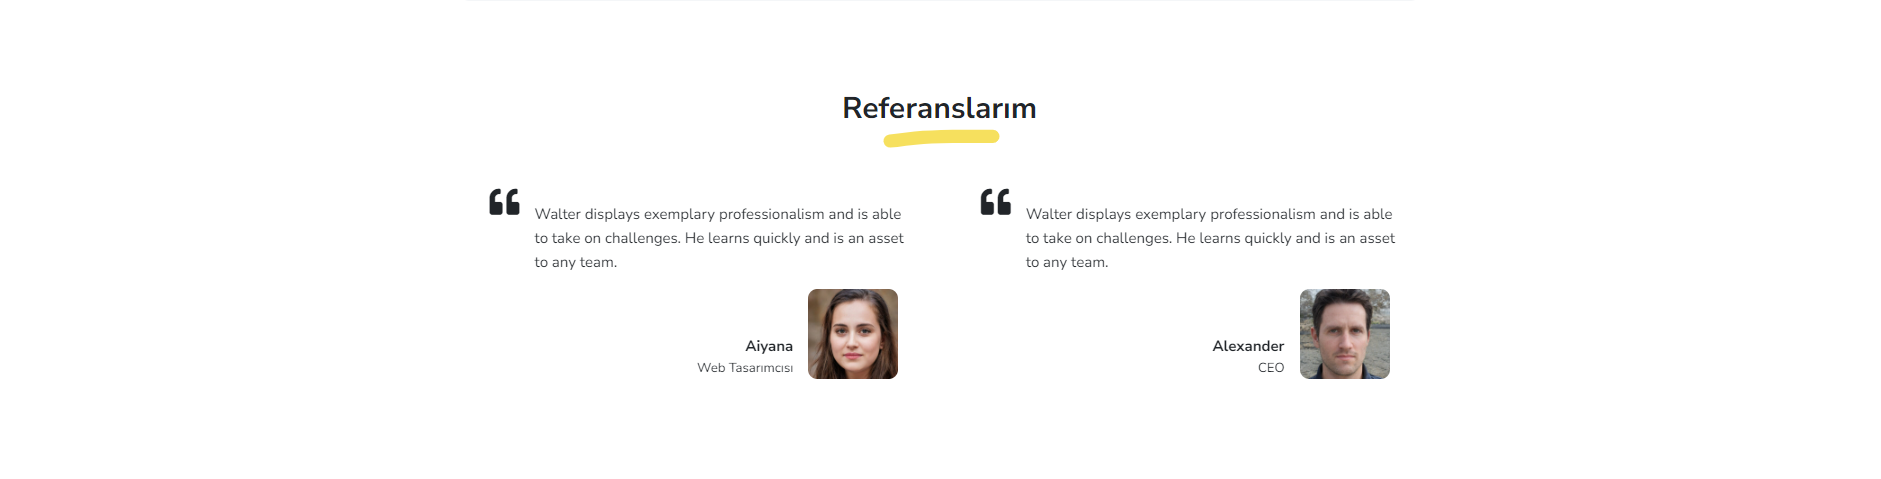 Referanslarım
Walter displays exemplary professionalism and is able
to take on challenges. He learns quickly and is an asset
to any team.
Aiyana
Web Tasarımcısı
Walter displays exemplary professionalism and is able
to take on challenges. He learns quickly and is an asset
to any team.
Alexander
CEO